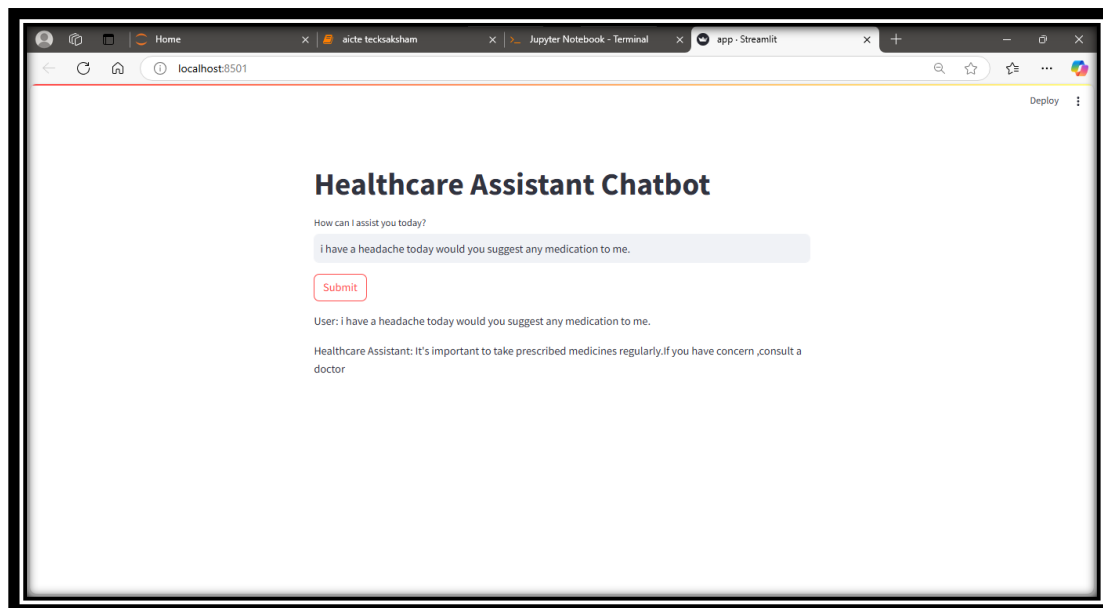 Home
aicte tecksaksham
Jupyter Notebook - Terminal
app · Streamlit
localhost:8501
Deploy
Healthcare Assistant Chatbot
How can I assist you today?
i have a headache today would you suggest any medication to me.
Submit
User: i have a headache today would you suggest any medication to me.
Healthcare Assistant: It's important to take prescribed medicines regularly.If you have concern ,consult a
doctor